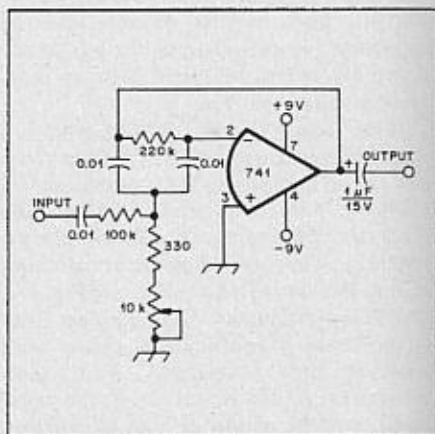 +9V
2
220k
7
0.01
0.01
-
741
+
OUTPUT
1µF
15V
INPUT
3
+
4
0.01
100k
-9V
330
10k